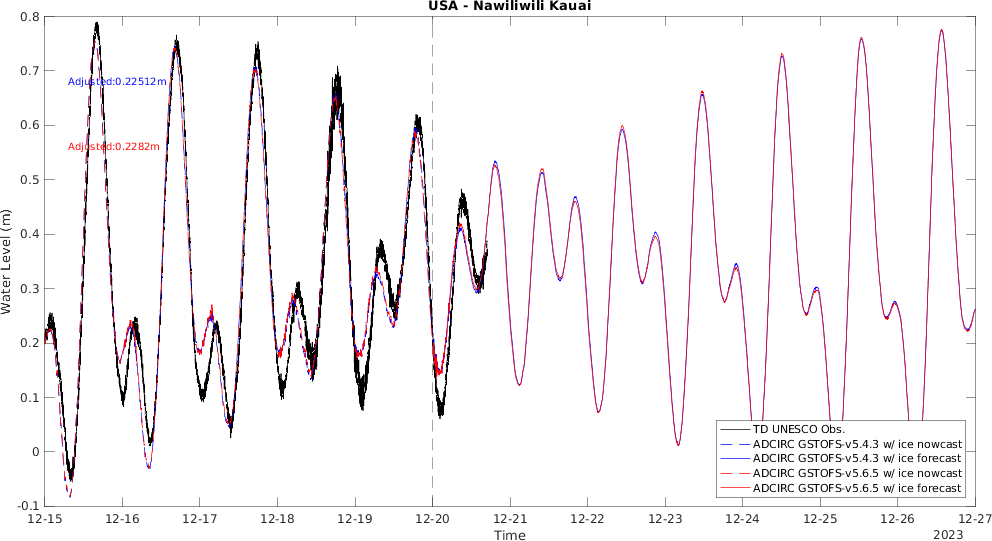 USA - Nawiliwili Kauai
0.8
0.7
0.6
0.5
0.4
0.3
0.2
0.1
0
-0.1
Water Level (m)
Adjusted:0.22512m
Adjusted:0.2282m
TD UNESCO Obs.
ADCIRC GSTOFS-v5.4.3 w/ ice nowcast
ADCIRC GSTOFS-v5.4.3 w/ ice forecast
ADCIRC GSTOFS-v5.6.5 w/ ice nowcast
ADCIRC GSTOFS-v5.6.5 w/ ice forecast
12-15 12-16 12-17 12-18 12-19 12-20 12-21 12-22 12-23 12-24 12-25 12-26 12-27
Time
2023